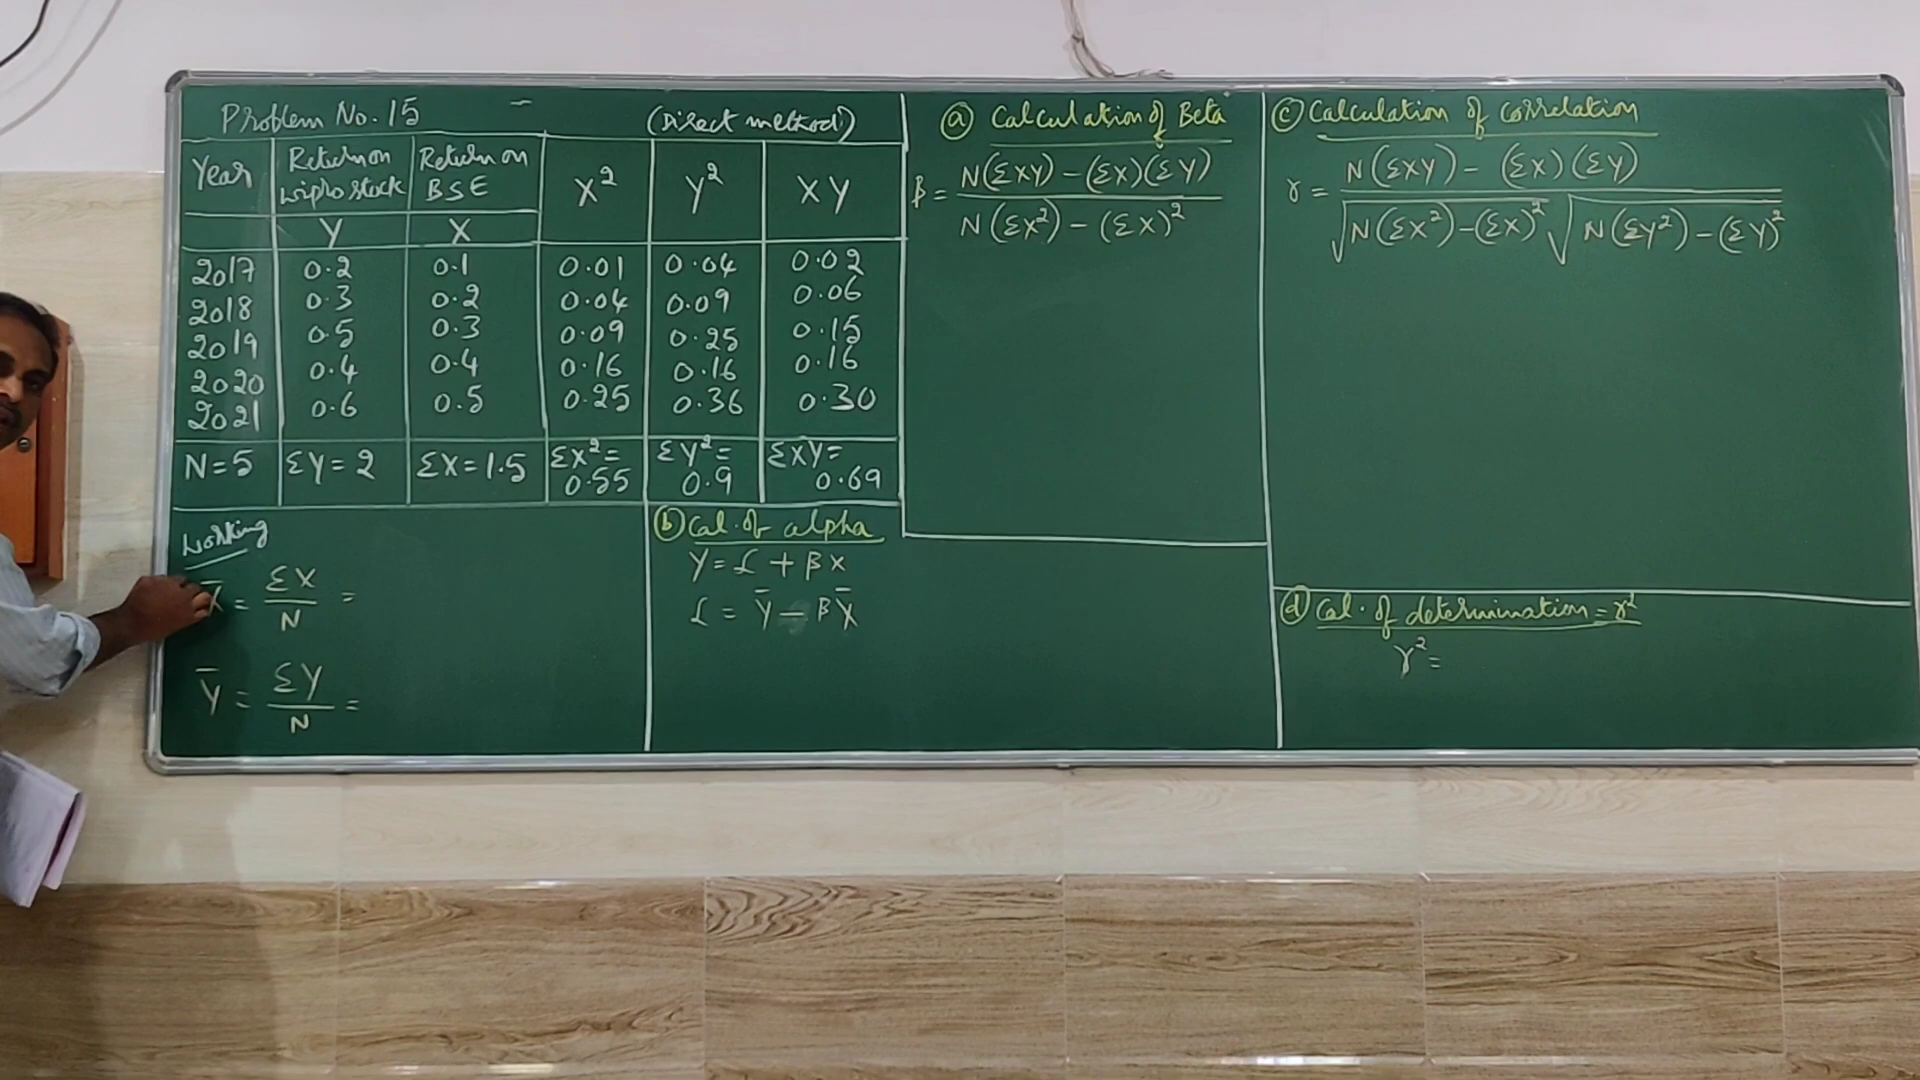 Problem No. 15 (Direct method)
Year Return on Wipro stock Return on BSE X² Y² XY
Y X
2017 0.2 0.1 0.01 0.04 0.02
2018 0.3 0.2 0.04 0.09 0.06
2019 0.5 0.3 0.09 0.25 0.15
2020 0.4 0.4 0.16 0.16 0.16
2021 0.6 0.5 0.25 0.36 0.30
N=5 ΣY=2 ΣX=1.5 ΣX²=0.55 ΣY²=0.9 ΣXY=0.69
Working
X̄ = ΣX/N =
Ȳ = ΣY/N =
(b) Cal. of alpha
Y = £ + βx
£ = Ȳ − βX̄
(a) Calculation of Beta
β = N(ΣXY) − (ΣX)(ΣY) / N(ΣX²) − (ΣX)²
(c) Calculation of correlation
r = N(ΣXY) − (ΣX)(ΣY) / √N(ΣX²)−(ΣX)² √N(ΣY²)−(ΣY)²
(d) Cal. of determination = r²
r² =